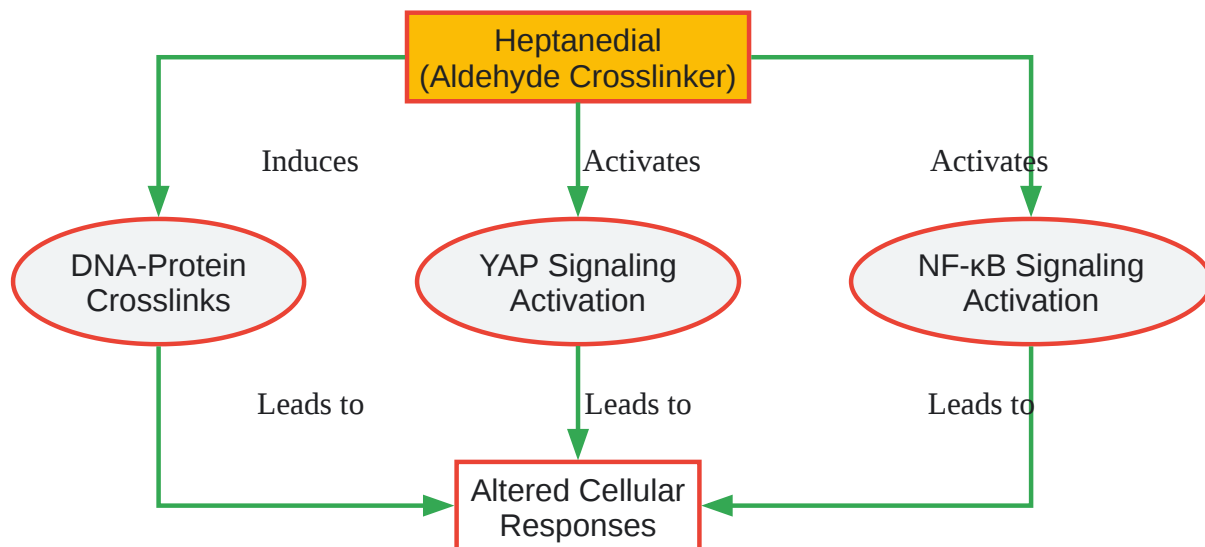 Heptanedial
(Aldehyde Crosslinker)
Induces
Activates
Activates
DNA-Protein
Crosslinks
YAP Signaling
Activation
NF-κB Signaling
Activation
Leads to
Leads to
Leads to
Altered Cellular
Responses